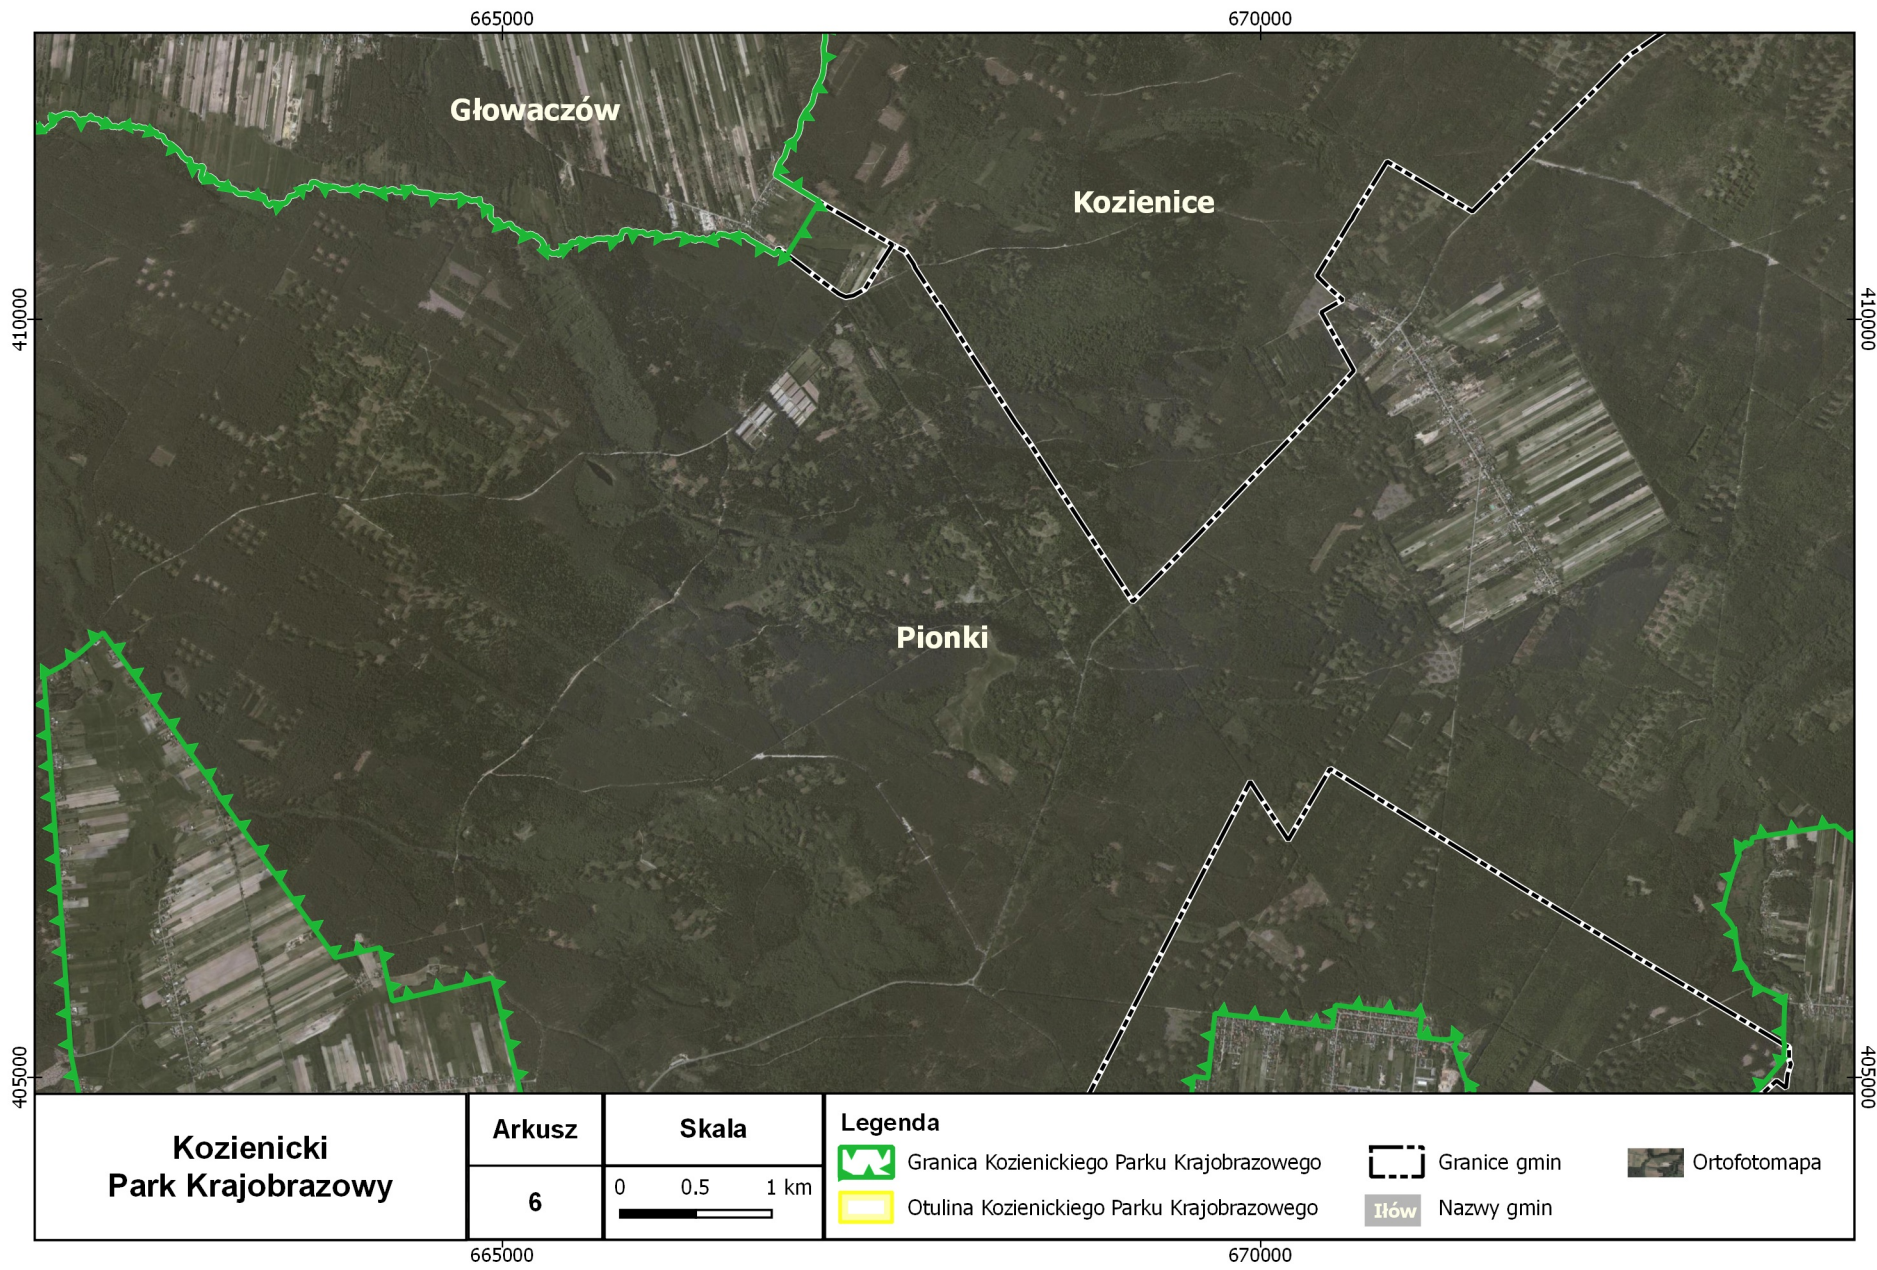 665000
670000
Głowaczów
Kozienice
410000
410000
Pionki
405000
405000
Kozienicki
Park Krajobrazowy
Arkusz
6
Skala
0 0.5 1 km
Legenda
Granica Kozienickiego Parku Krajobrazowego
Otulina Kozienickiego Parku Krajobrazowego
Granice gmin
Iłów Nazwy gmin
Ortofotomapa
665000
670000